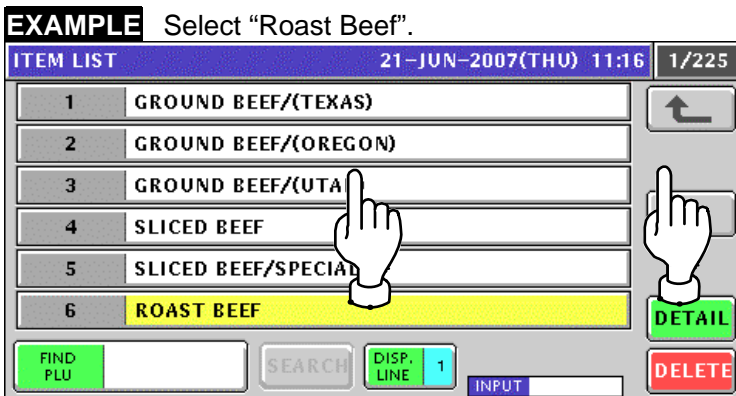 EXAMPLE Select “Roast Beef”.
ITEM LIST 21-JUN-2007(THU) 11:16 1/225
1 GROUND BEEF/(TEXAS)
2 GROUND BEEF/(OREGON)
3 GROUND BEEF/(UTA
4 SLICED BEEF
5 SLICED BEEF/SPECIAL
6 ROAST BEEF
DETAIL
FIND PLU SEARCH DISP. LINE 1 INPUT DELETE